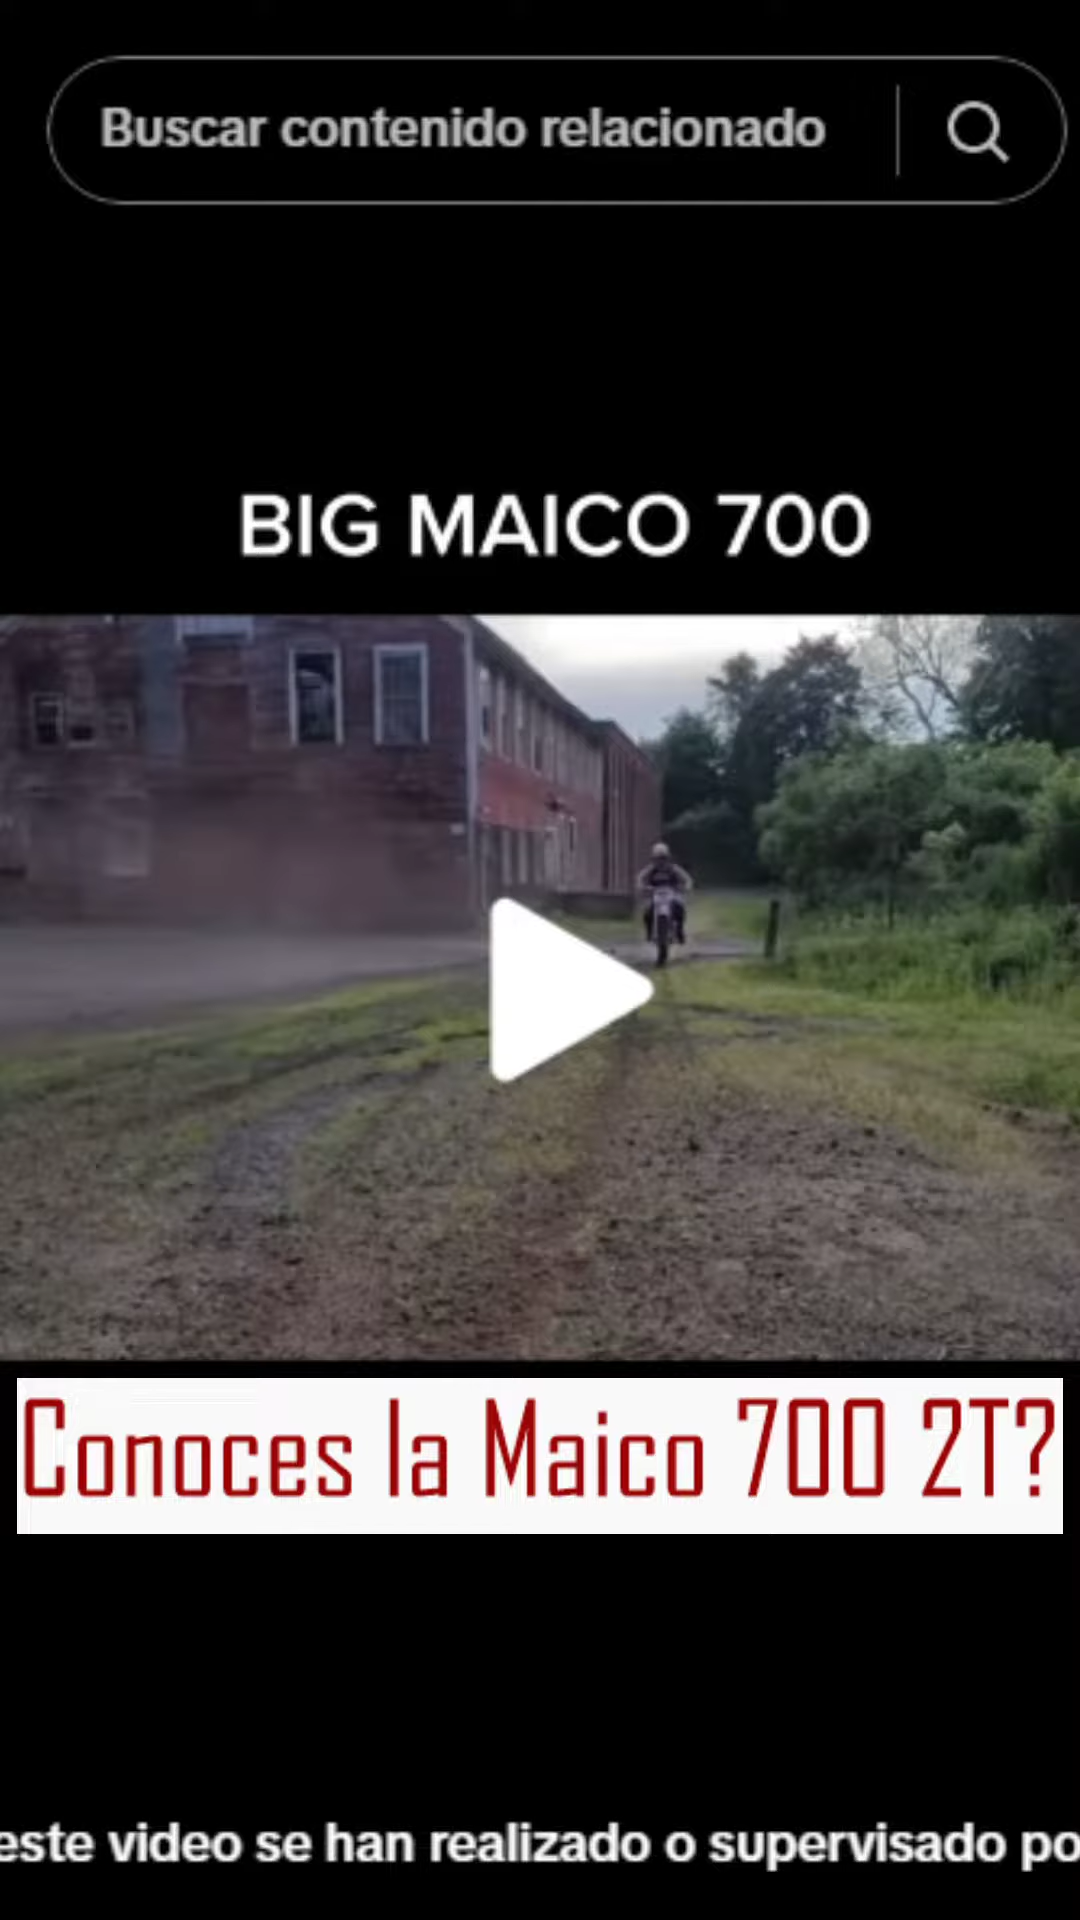 Buscar contenido relacionado
BIG MAICO 700
Conoces la Maico 700 2T?
este video se han realizado o supervisado po